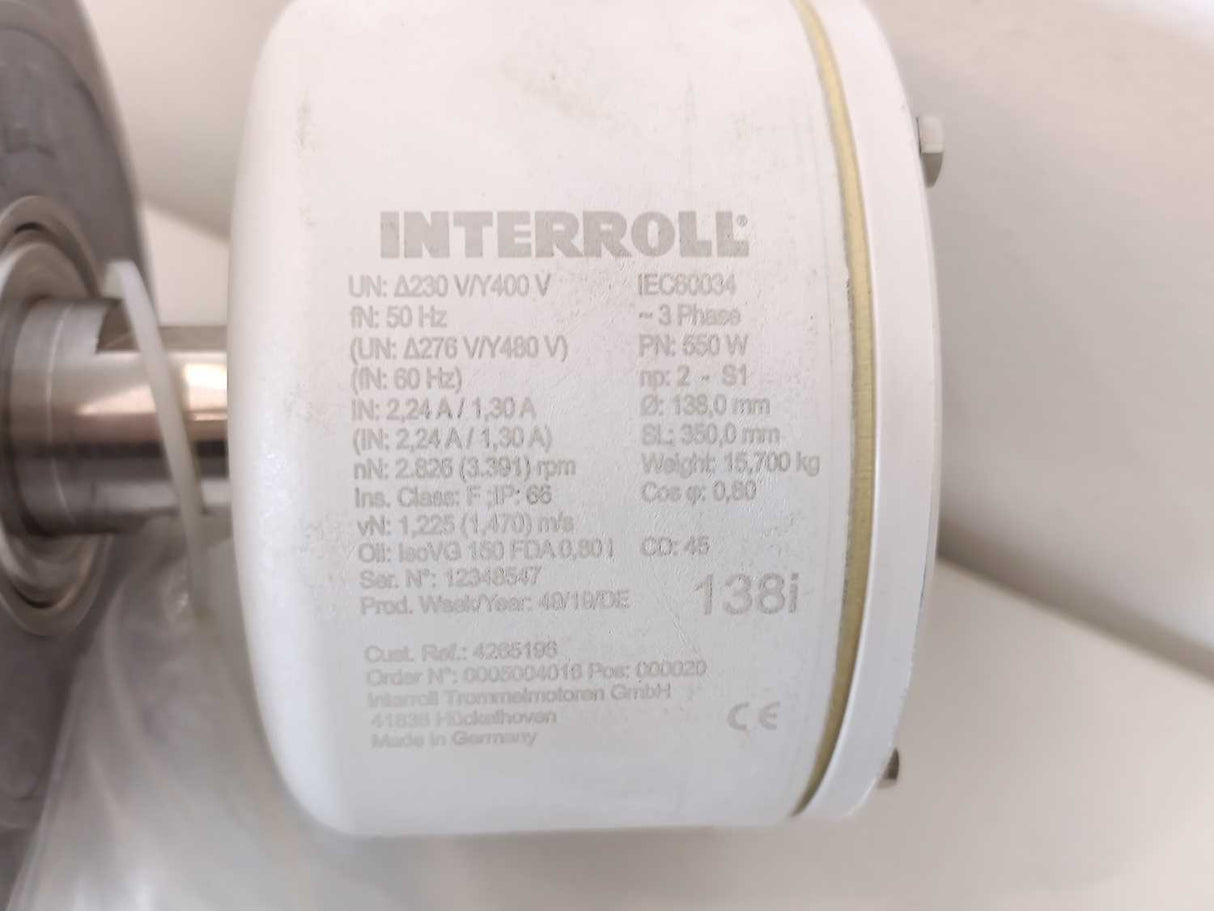 INTERROLL®
UN: Δ230 V/Y400 V IEC60034
fN: 50 Hz ~ 3 Phase
(UN: Δ276 V/Y480 V) PN: 550 W
(fN: 60 Hz) np: 2 - S1
IN: 2,24 A / 1,30 A Ø: 138,0 mm
(IN: 2,24 A / 1,30 A) SL: 350,0 mm
nN: 2.826 (3.391) rpm Weight: 15,700 kg
Ins. Class: F ;IP: 66 Cos φ: 0,80
vN: 1,225 (1,470) m/s
Oil: IsoVG 150 FDA 0,80 l CD: 45
Ser. N°: 12348547
Prod. Week/Year: 49/19/DE 138i
Cust. Ref.: 4265196
Order N°: 0005004016 Pos: 000020
Interroll Trommelmotoren GmbH
41836 Hückelhoven
Made in Germany CE